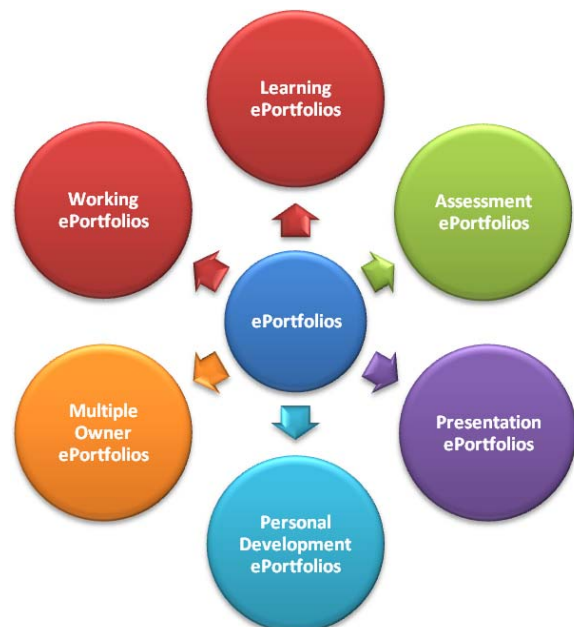 Learning
ePortfolios
Working
ePortfolios
Assessment
ePortfolios
ePortfolios
Multiple
Owner
ePortfolios
Presentation
ePortfolios
Personal
Development
ePortfolios